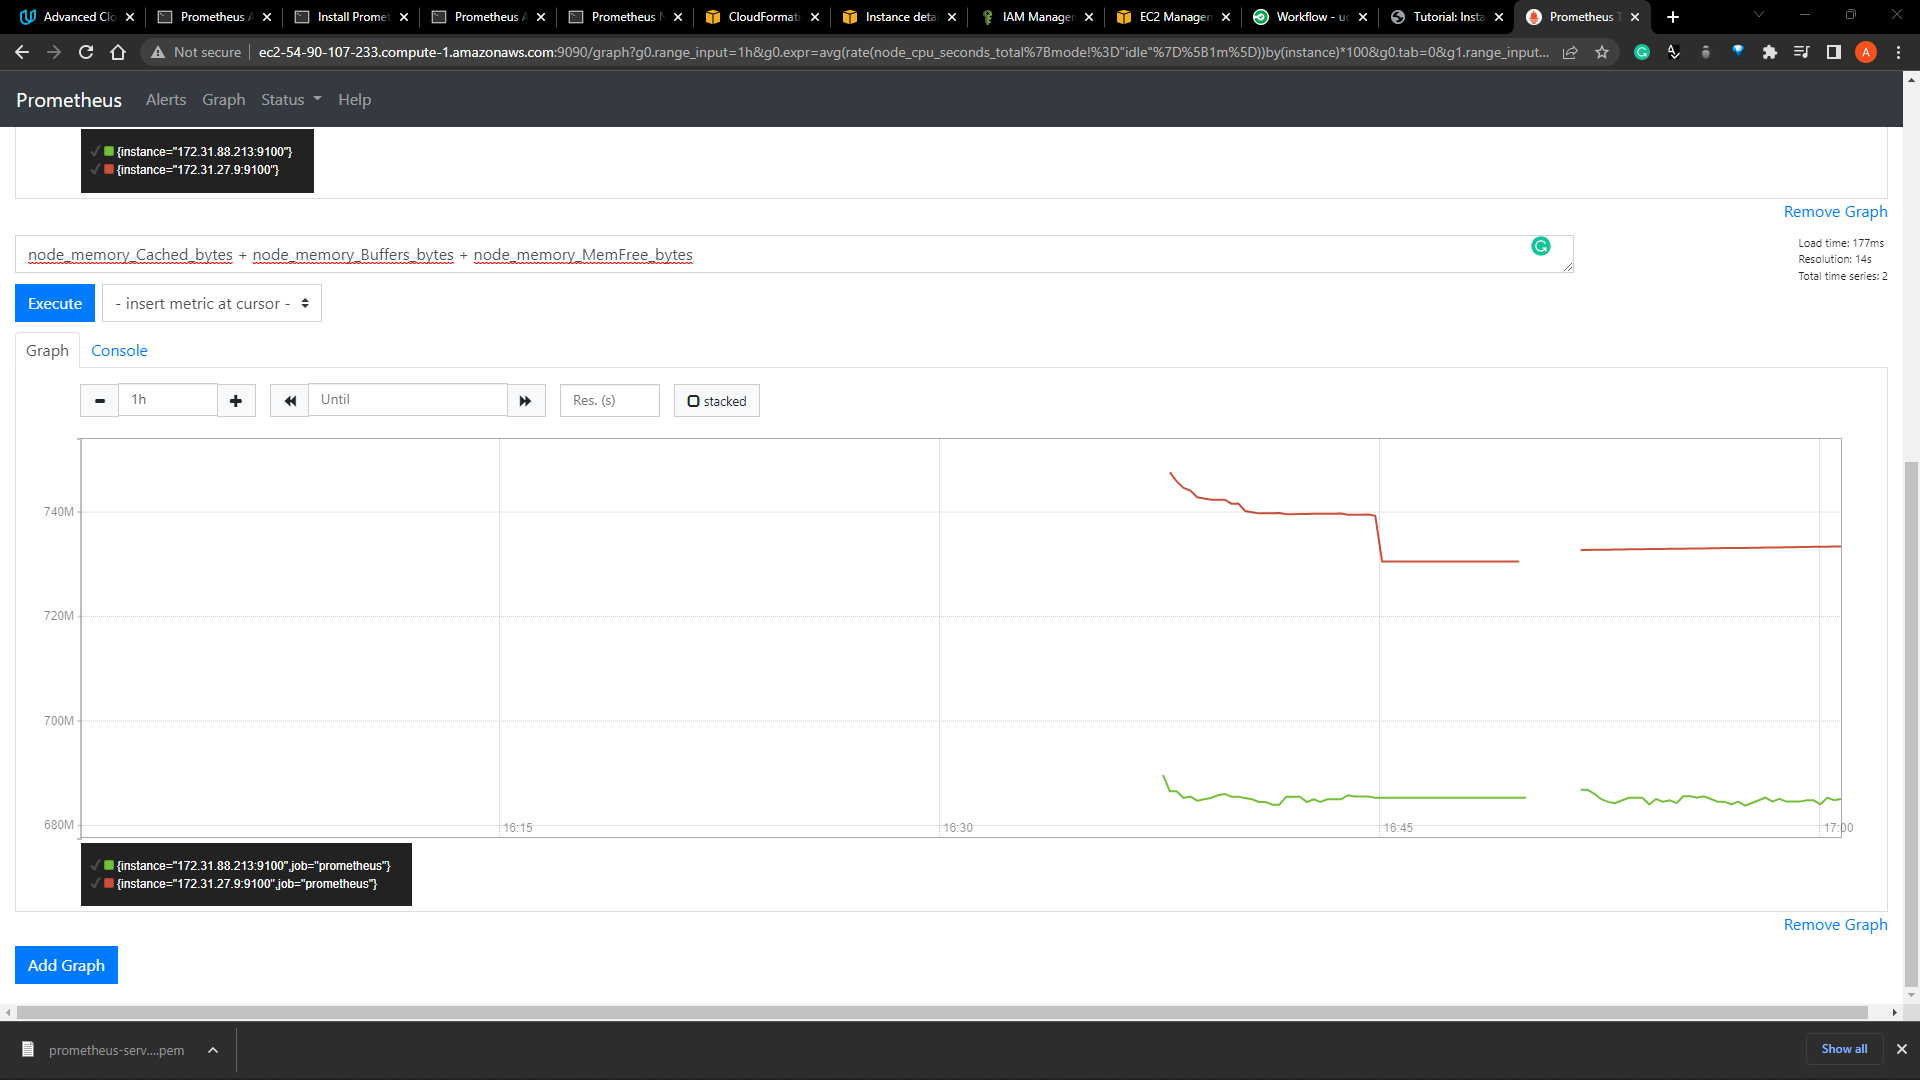 Advanced Clo
Prometheus A
Install Promet
Prometheus A
Prometheus N
CloudFormati
Instance detai
IAM Manager
EC2 Managem
Workflow - uc
Tutorial: Insta
Prometheus T
Not secure
ec2-54-90-107-233.compute-1.amazonaws.com:9090/graph?g0.range_input=1h&g0.expr=avg(rate(node_cpu_seconds_total%7Bmode!%3D"idle"%7D%5B1m%5D))by(instance)*100&g0.tab=0&g1.range_input...
A
Prometheus Alerts Graph Status Help
{instance="172.31.88.213:9100"}
{instance="172.31.27.9:9100"}
Remove Graph
node_memory_Cached_bytes + node_memory_Buffers_bytes + node_memory_MemFree_bytes
Load time: 177ms
Resolution: 14s
Total time series: 2
Execute
- insert metric at cursor -
Graph Console
1h
Until
Res. (s)
stacked
740M
720M
700M
680M
16:15
16:30
16:45
17:00
{instance="172.31.88.213:9100",job="prometheus"}
{instance="172.31.27.9:9100",job="prometheus"}
Remove Graph
Add Graph
prometheus-serv....pem
Show all